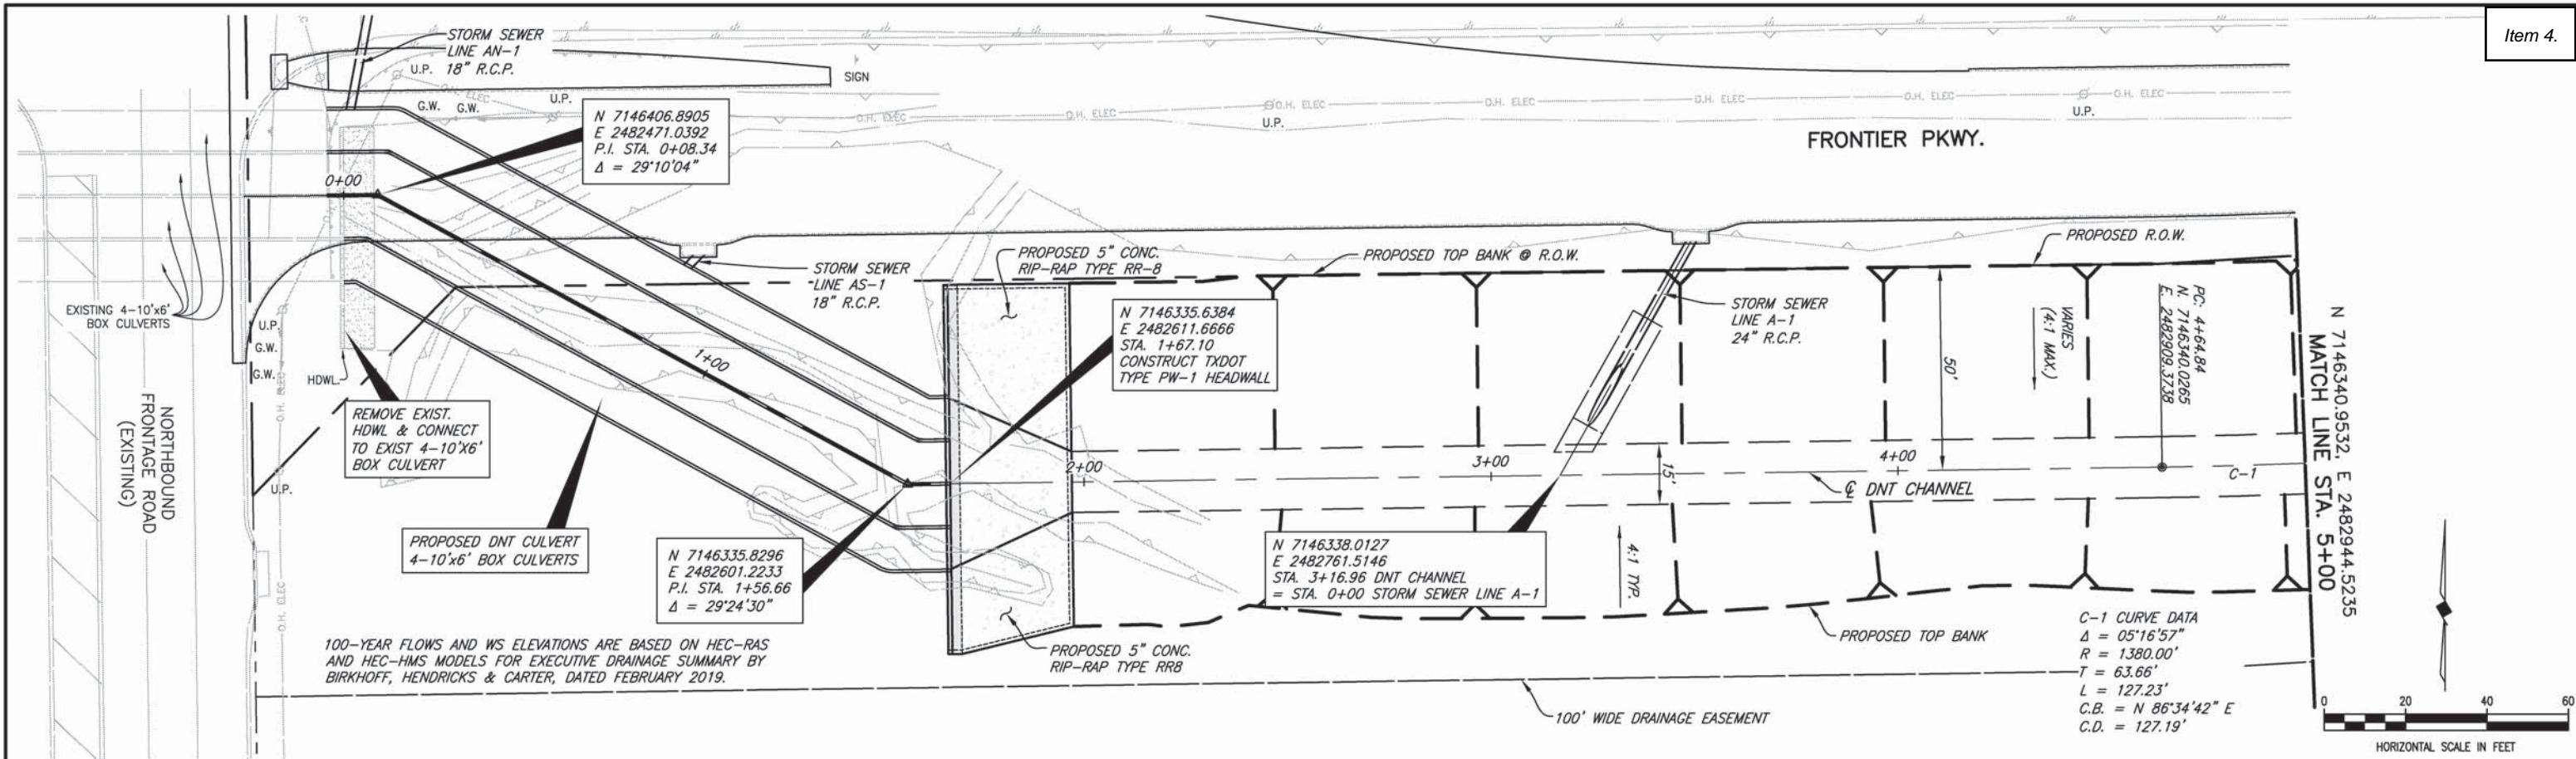 Item 4.
STORM SEWER
LINE AN-1
18" R.C.P.
U.P.
G.W.
G.W.
U.P.
O.H. ELEC
SIGN
O.H. ELEC
O.H. ELEC
O.H. ELEC
O.H. ELEC
O.H. ELEC
O.H. ELEC
O.H. ELEC
U.P.
U.P.
FRONTIER PKWY.
N 7146406.8905
E 2482471.0392
P.I. STA. 0+08.34
Δ = 29°10'04"
0+00
EXISTING 4-10'x6'
BOX CULVERTS
U.P.
G.W.
G.W.
HDWL.
O.H. ELEC
U.P.
O.H. ELEC
NORTHBOUND
FRONTAGE ROAD
(EXISTING)
REMOVE EXIST.
HDWL & CONNECT
TO EXIST 4-10'X6'
BOX CULVERT
1+00
STORM SEWER
LINE AS-1
18" R.C.P.
PROPOSED 5" CONC.
RIP-RAP TYPE RR-8
PROPOSED TOP BANK @ R.O.W.
PROPOSED R.O.W.
N 7146335.6384
E 2482611.6666
STA. 1+67.10
CONSTRUCT TXDOT
TYPE PW-1 HEADWALL
STORM SEWER
LINE A-1
24" R.C.P.
50'
VARIES
(4:1 MAX.)
PC: 4+64.84
N. 7146340.0265
E. 2482909.3738
N 7146340.9532, E 2482944.5235
MATCH LINE STA. 5+00
2+00
3+00
15'
4+00
C-1
℄ DNT CHANNEL
PROPOSED DNT CULVERT
4-10'x6' BOX CULVERTS
N 7146335.8296
E 2482601.2233
P.I. STA. 1+56.66
Δ = 29°24'30"
N 7146338.0127
E 2482761.5146
STA. 3+16.96 DNT CHANNEL
= STA. 0+00 STORM SEWER LINE A-1
4:1 TYP.
PROPOSED TOP BANK
100-YEAR FLOWS AND WS ELEVATIONS ARE BASED ON HEC-RAS
AND HEC-HMS MODELS FOR EXECUTIVE DRAINAGE SUMMARY BY
BIRKHOFF, HENDRICKS & CARTER, DATED FEBRUARY 2019.
PROPOSED 5" CONC.
RIP-RAP TYPE RR8
100' WIDE DRAINAGE EASEMENT
C-1 CURVE DATA
Δ = 05°16'57"
R = 1380.00'
T = 63.66'
L = 127.23'
C.B. = N 86°34'42" E
C.D. = 127.19'
0 20 40 60
HORIZONTAL SCALE IN FEET